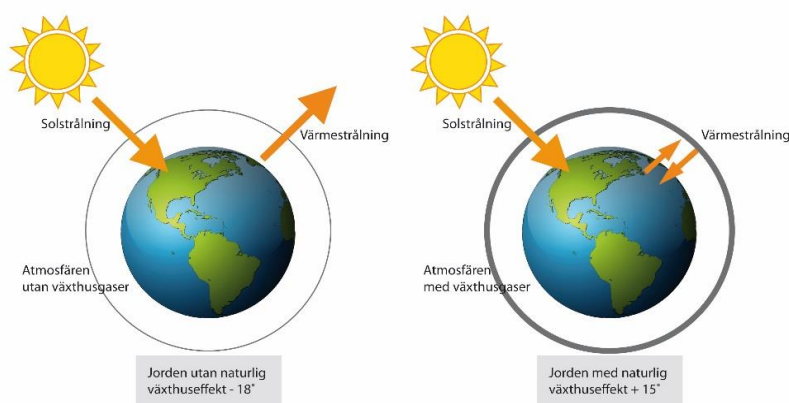 Solstrålning
Värmestrålning
Atmosfären
utan växthusgaser
Jorden utan naturlig
växthuseffekt - 18°
Solstrålning
Värmestrålning
Atmosfären
med växthusgaser
Jorden med naturlig
växthuseffekt + 15°